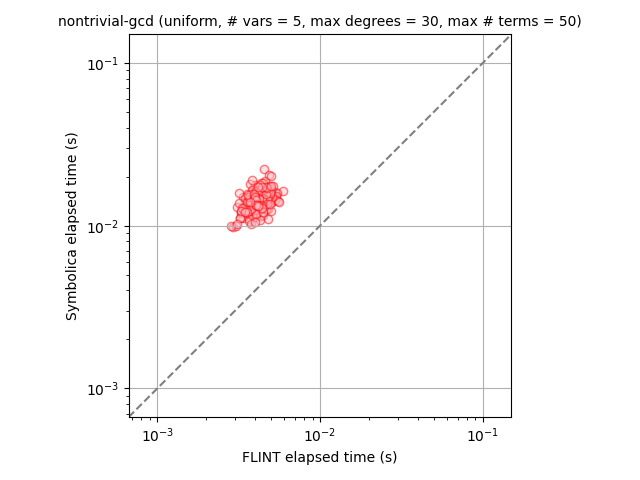 nontrivial-gcd (uniform, # vars = 5, max degrees = 30, max # terms = 50)
10⁻¹
10⁻²
10⁻³
Symbolica elapsed time (s)
10⁻³
10⁻²
10⁻¹
FLINT elapsed time (s)